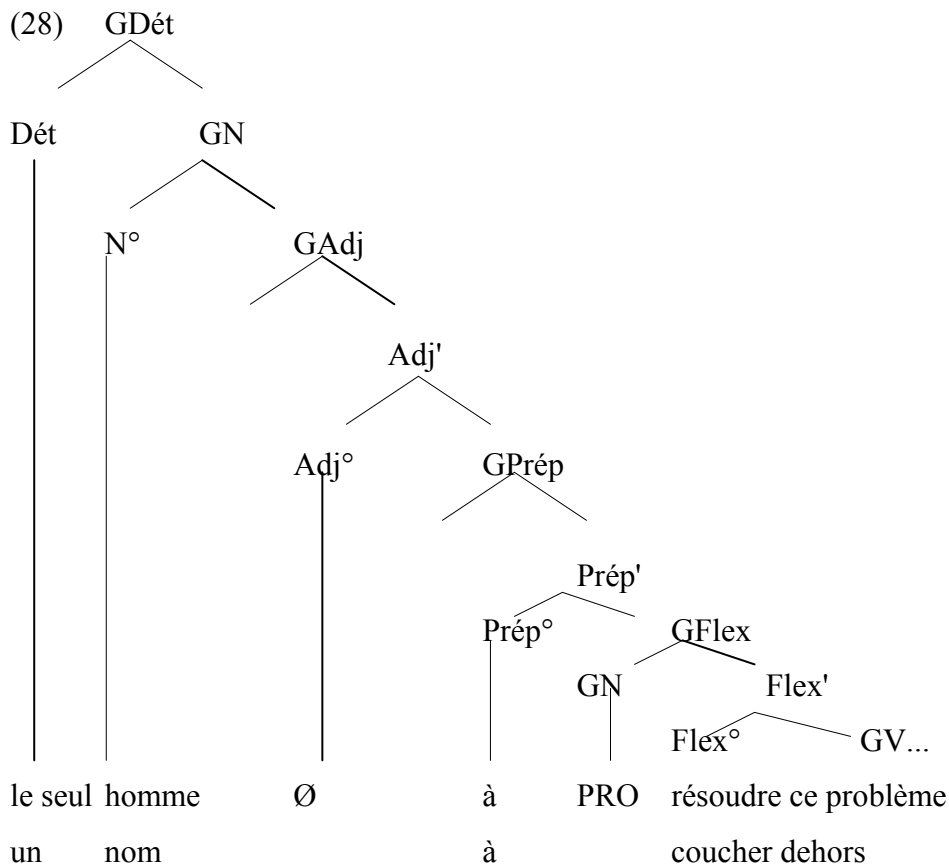 (28) GDét
Dét GN
N° GAdj
Adj'
Adj° GPrép
Prép'
Prép° GFlex
GN Flex'
Flex° GV...
le seul homme Ø à PRO résoudre ce problème
un nom à coucher dehors